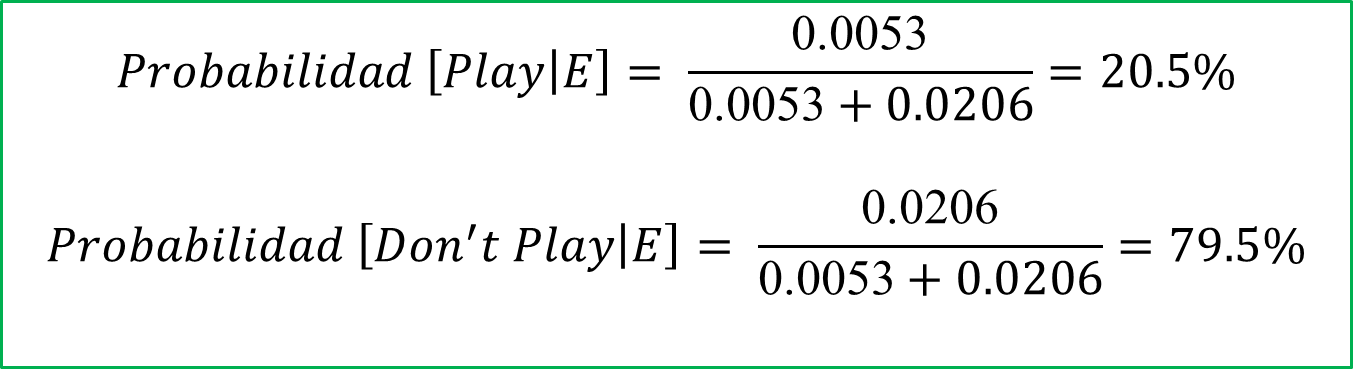 Probabilidad [Play|E] = 0.0053 / 0.0053 + 0.0206 = 20.5%
Probabilidad [Don't Play|E] = 0.0206 / 0.0053 + 0.0206 = 79.5%